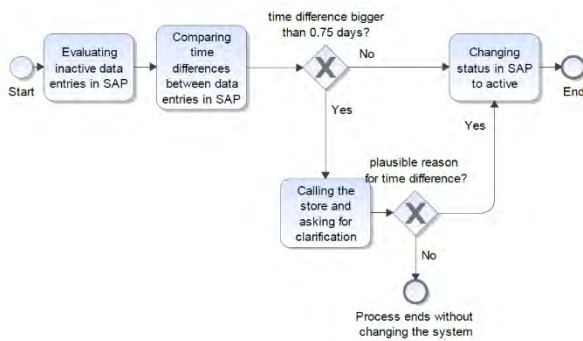 time difference bigger
than 0.75 days?
Evaluating
inactive data
entries in SAP
Comparing
time
differences
between data
entries in SAP
No
Changing
status in SAP
to active
Start
End
Yes
Yes
plausible reason
for time difference?
Calling the
store and
asking for
clarification
No
Process ends without
changing the system